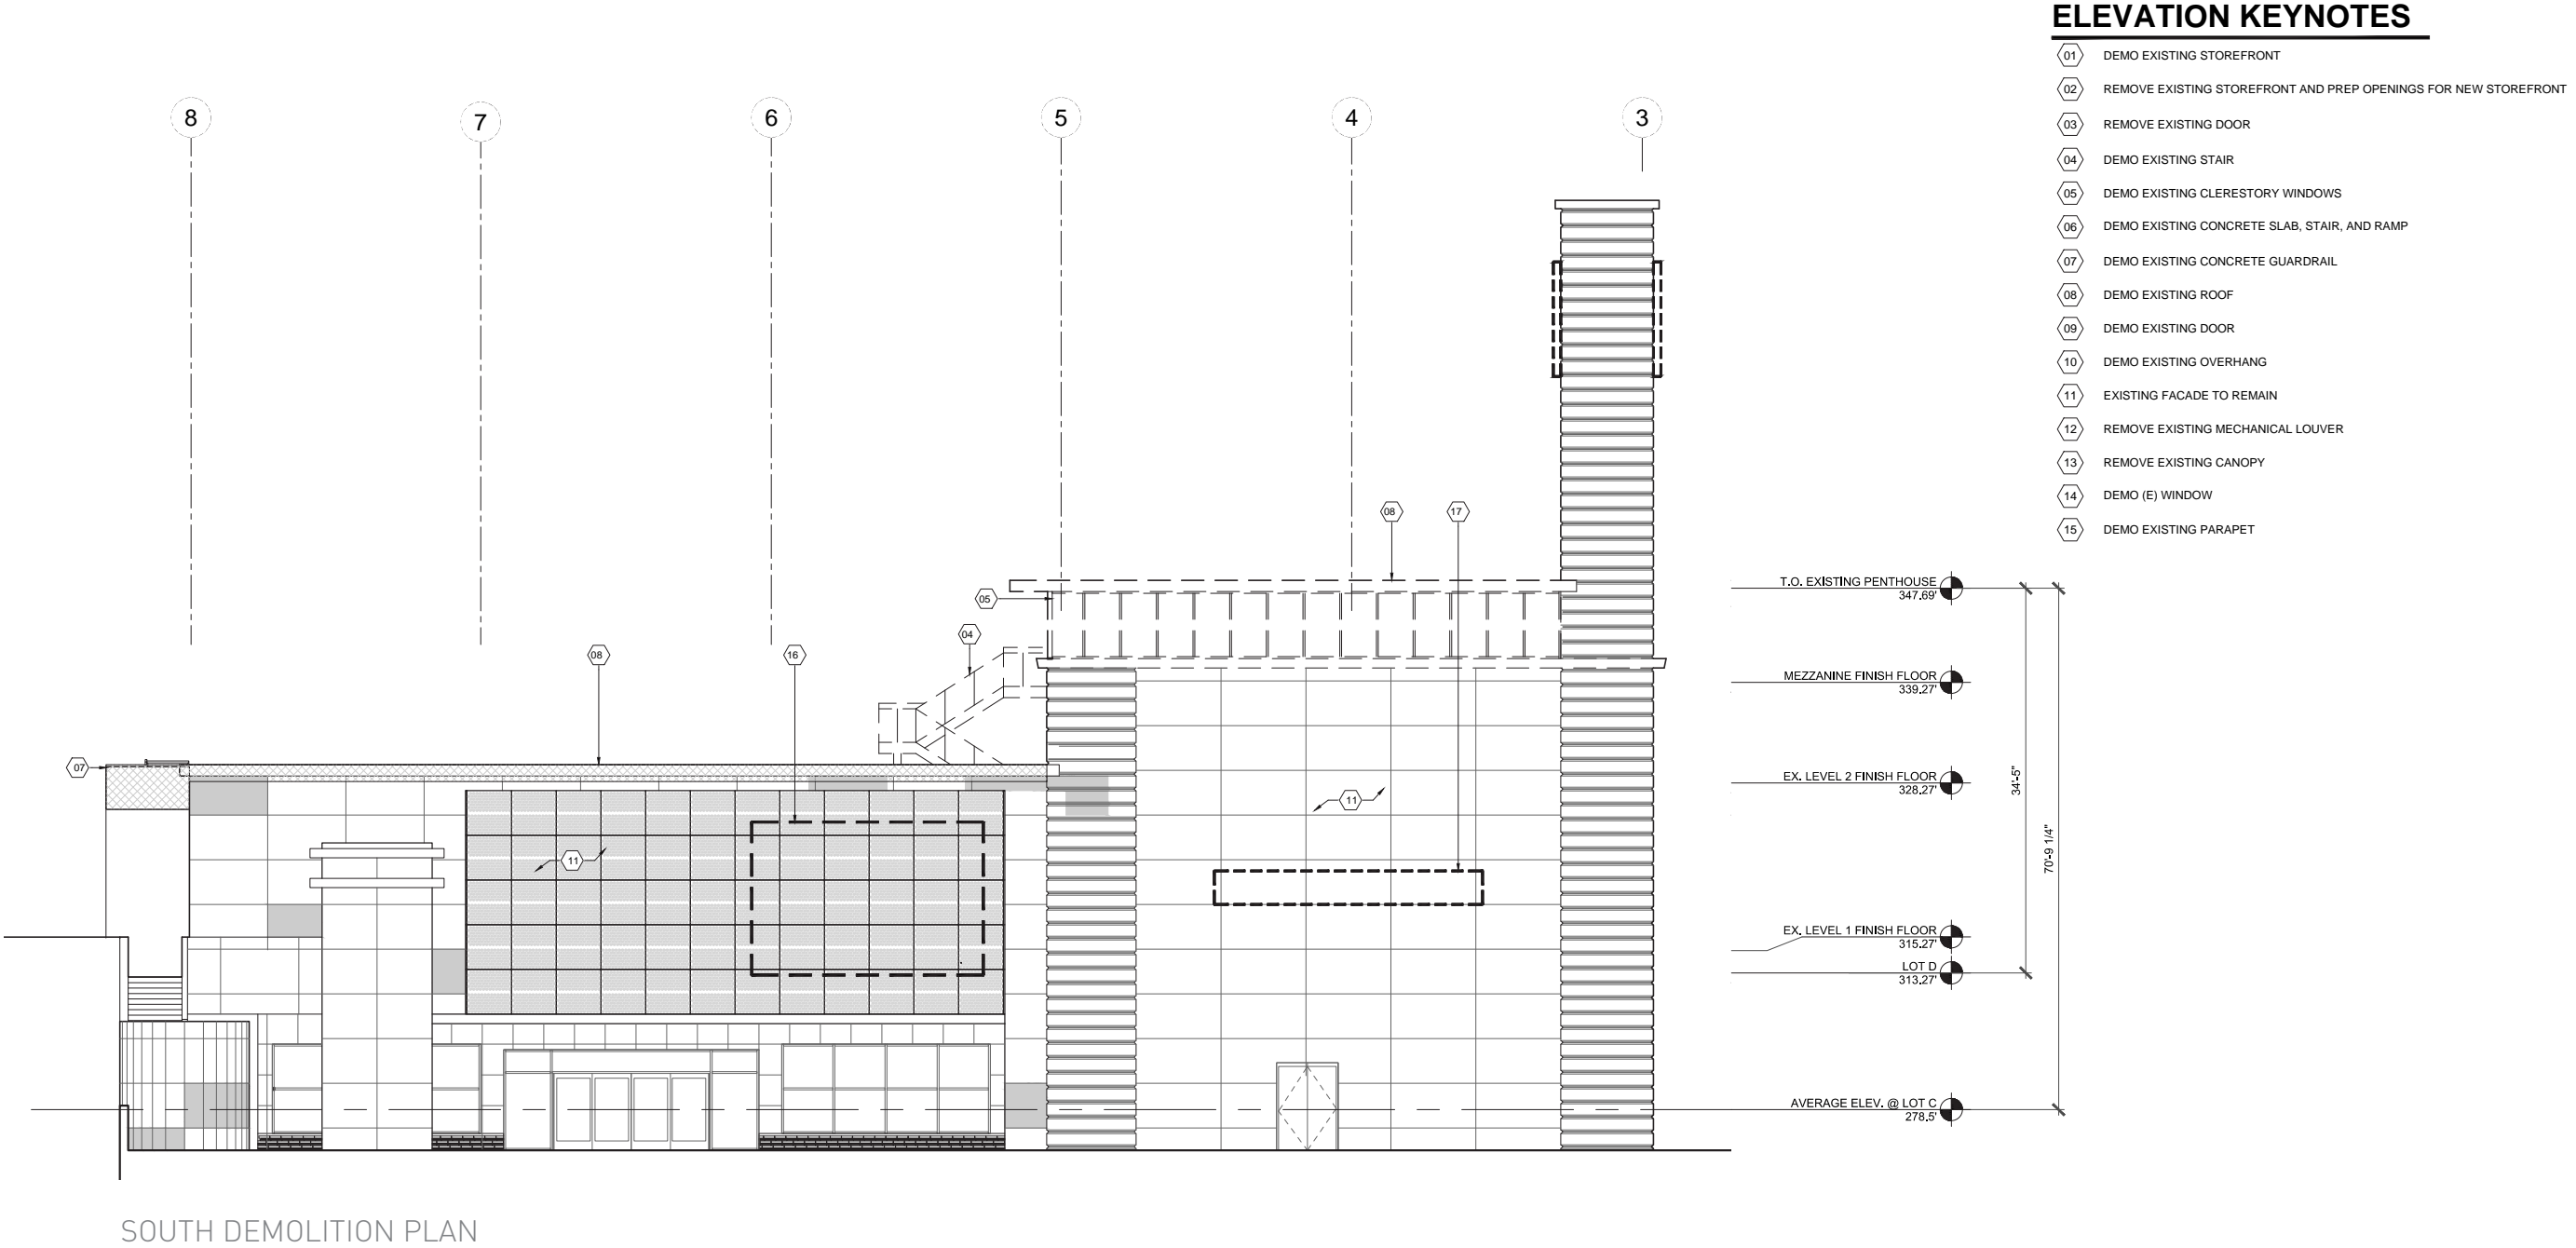 ELEVATION KEYNOTES
01 DEMO EXISTING STOREFRONT
02 REMOVE EXISTING STOREFRONT AND PREP OPENINGS FOR NEW STOREFRONT
03 REMOVE EXISTING DOOR
04 DEMO EXISTING STAIR
05 DEMO EXISTING CLERESTORY WINDOWS
06 DEMO EXISTING CONCRETE SLAB, STAIR, AND RAMP
07 DEMO EXISTING CONCRETE GUARDRAIL
08 DEMO EXISTING ROOF
09 DEMO EXISTING DOOR
10 DEMO EXISTING OVERHANG
11 EXISTING FACADE TO REMAIN
12 REMOVE EXISTING MECHANICAL LOUVER
13 REMOVE EXISTING CANOPY
14 DEMO (E) WINDOW
15 DEMO EXISTING PARAPET
8 7 6 5 4 3
08 17
05
04
08 16
07
11
11
T.O. EXISTING PENTHOUSE
347.69'
MEZZANINE FINISH FLOOR
339.27'
EX. LEVEL 2 FINISH FLOOR
328.27'
EX. LEVEL 1 FINISH FLOOR
315.27'
LOT D
313.27'
AVERAGE ELEV. @ LOT C
278.5'
34'-5"
70'-9 1/4"
SOUTH DEMOLITION PLAN